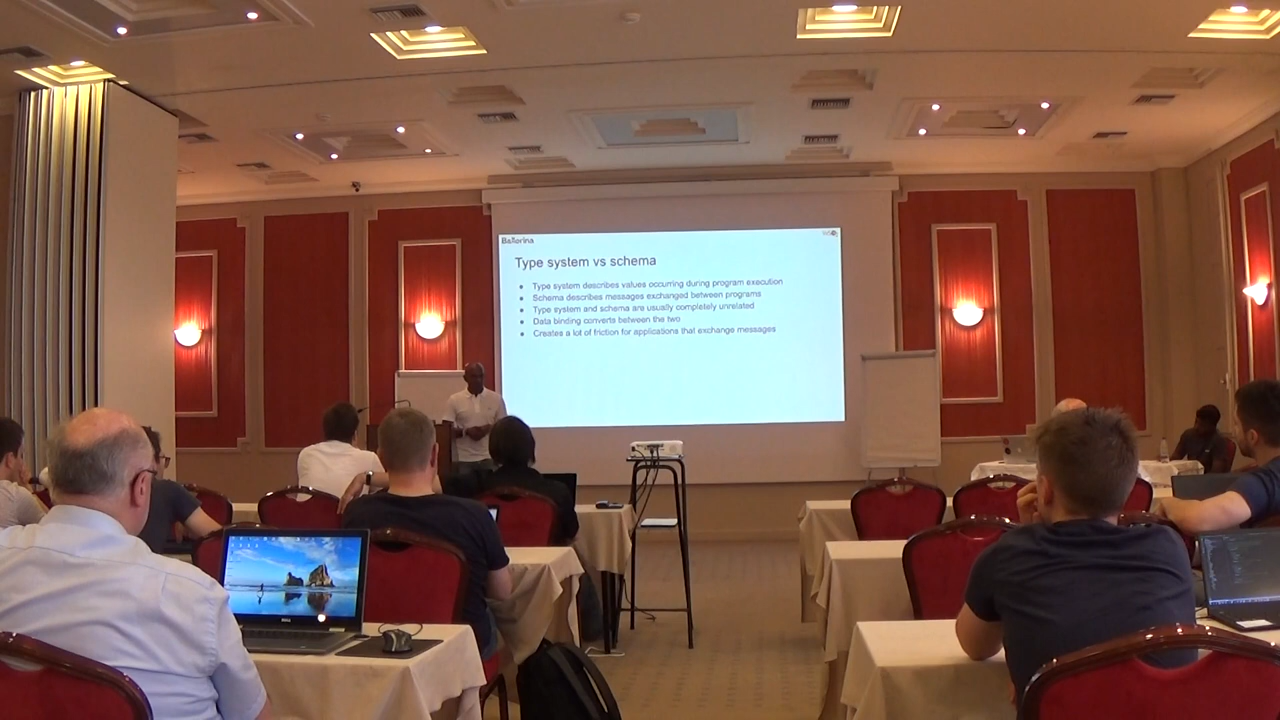 Ballerina
WSO2
Type system vs schema
Type system describes values occurring during program execution
Schema describes messages exchanged between programs
Type system and schema are usually completely unrelated
Data binding converts between the two
Creates a lot of friction for applications that exchange messages
DELL